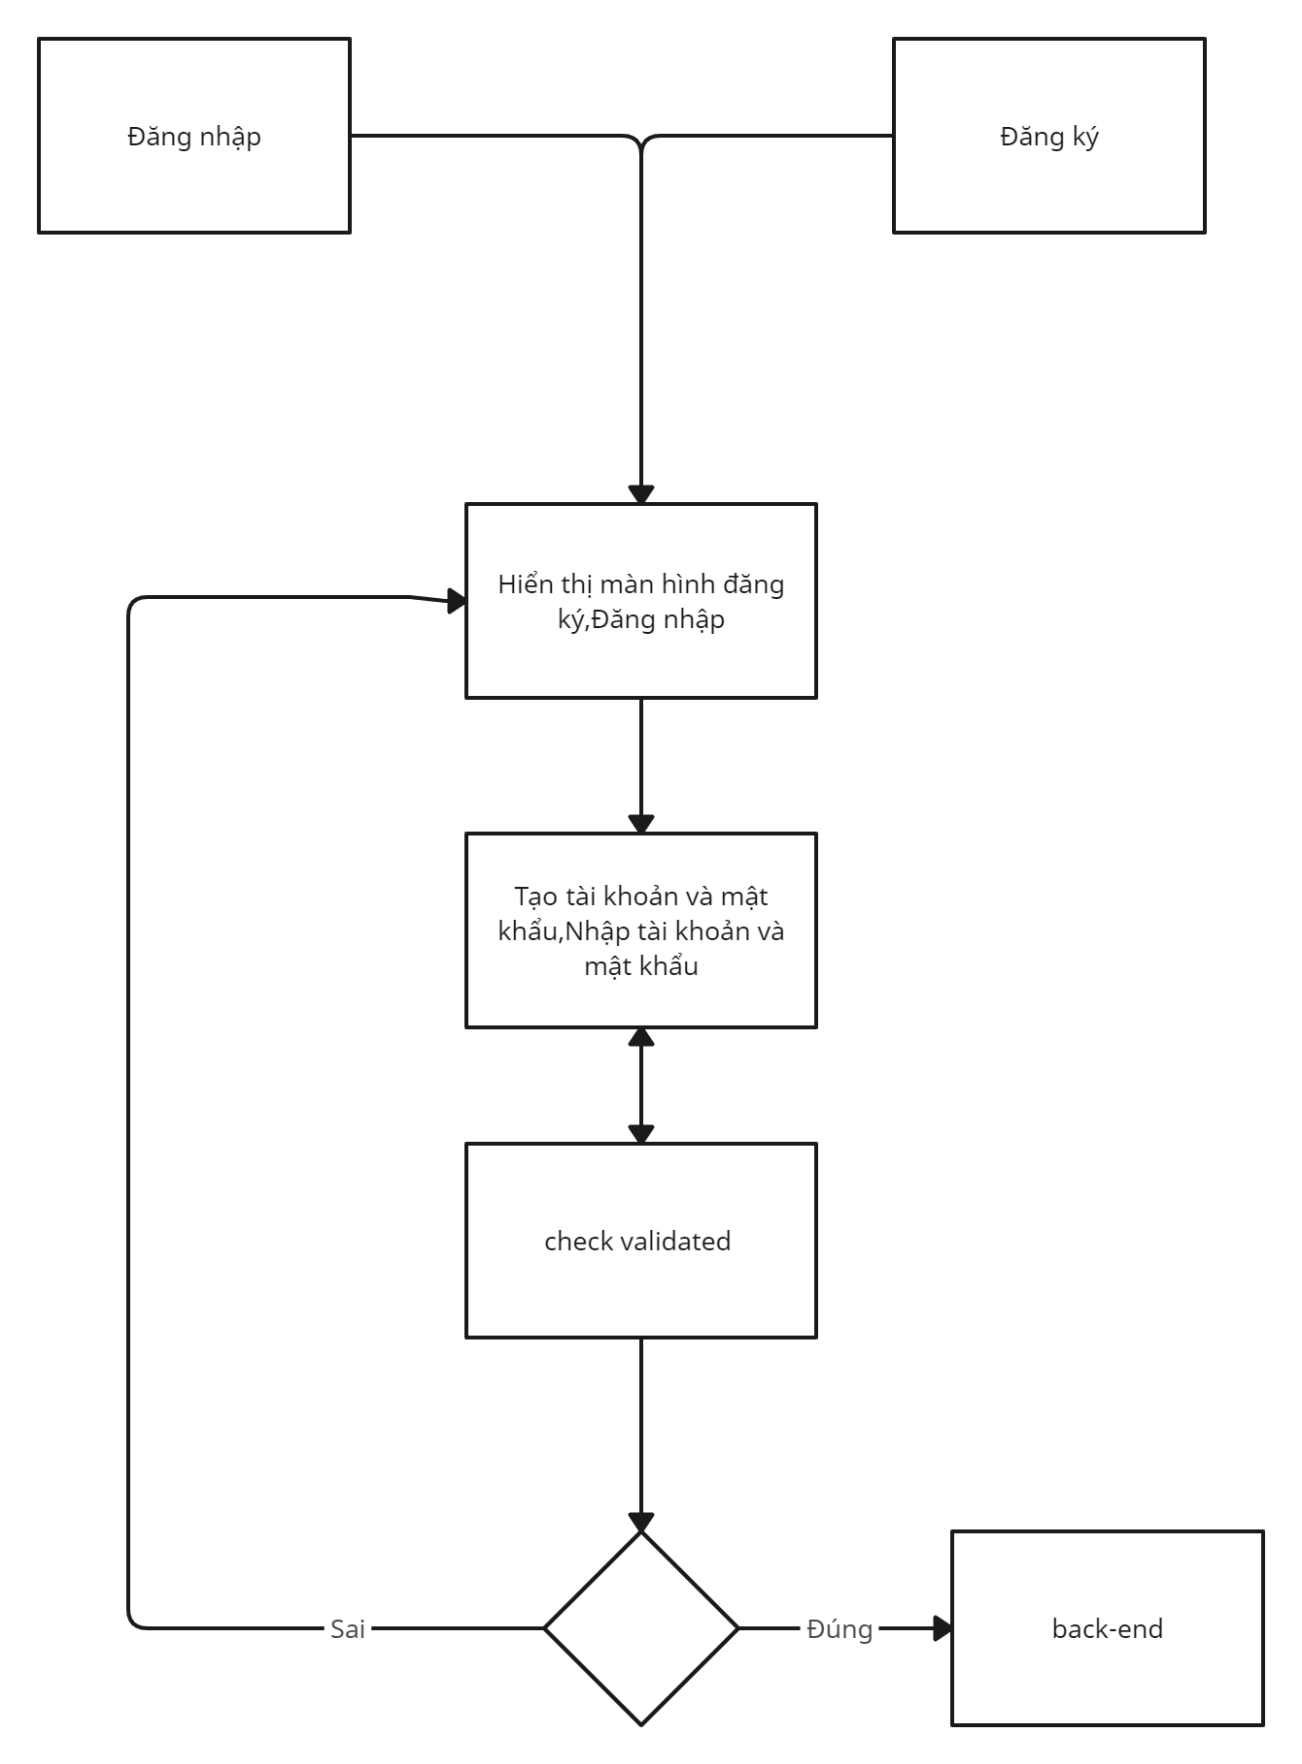 Đăng nhập
Đăng ký
Hiển thị màn hình đăng
ký,Đăng nhập
Tạo tài khoản và mật
khẩu,Nhập tài khoản và
mật khẩu
check validated
Sai
Đúng
back-end